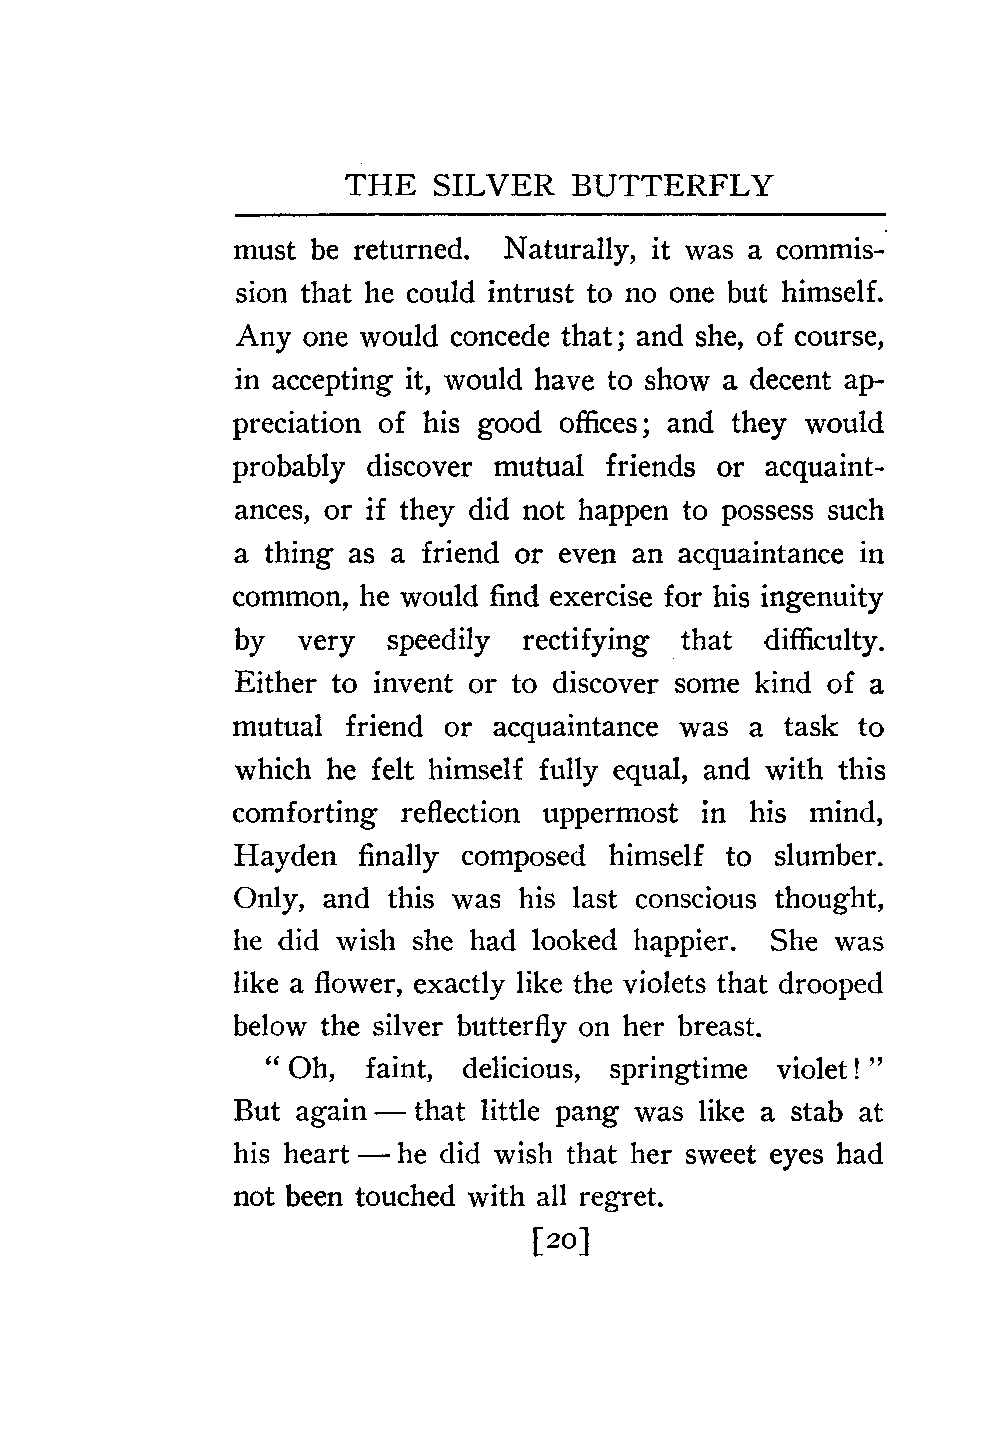 THE SILVER BUTTERFLY
must be returned. Naturally, it was a commis-
sion that he could intrust to no one but himself.
Any one would concede that; and she, of course,
in accepting it, would have to show a decent ap-
preciation of his good offices; and they would
probably discover mutual friends or acquaint-
ances, or if they did not happen to possess such
a thing as a friend or even an acquaintance in
common, he would find exercise for his ingenuity
by very speedily rectifying that difficulty.
Either to invent or to discover some kind of a
mutual friend or acquaintance was a task to
which he felt himself fully equal, and with this
comforting reflection uppermost in his mind,
Hayden finally composed himself to slumber.
Only, and this was his last conscious thought,
he did wish she had looked happier. She was
like a flower, exactly like the violets that drooped
below the silver butterfly on her breast.
“ Oh, faint, delicious, springtime violet! ”
But again — that little pang was like a stab at
his heart — he did wish that her sweet eyes had
not been touched with all regret.
[20]